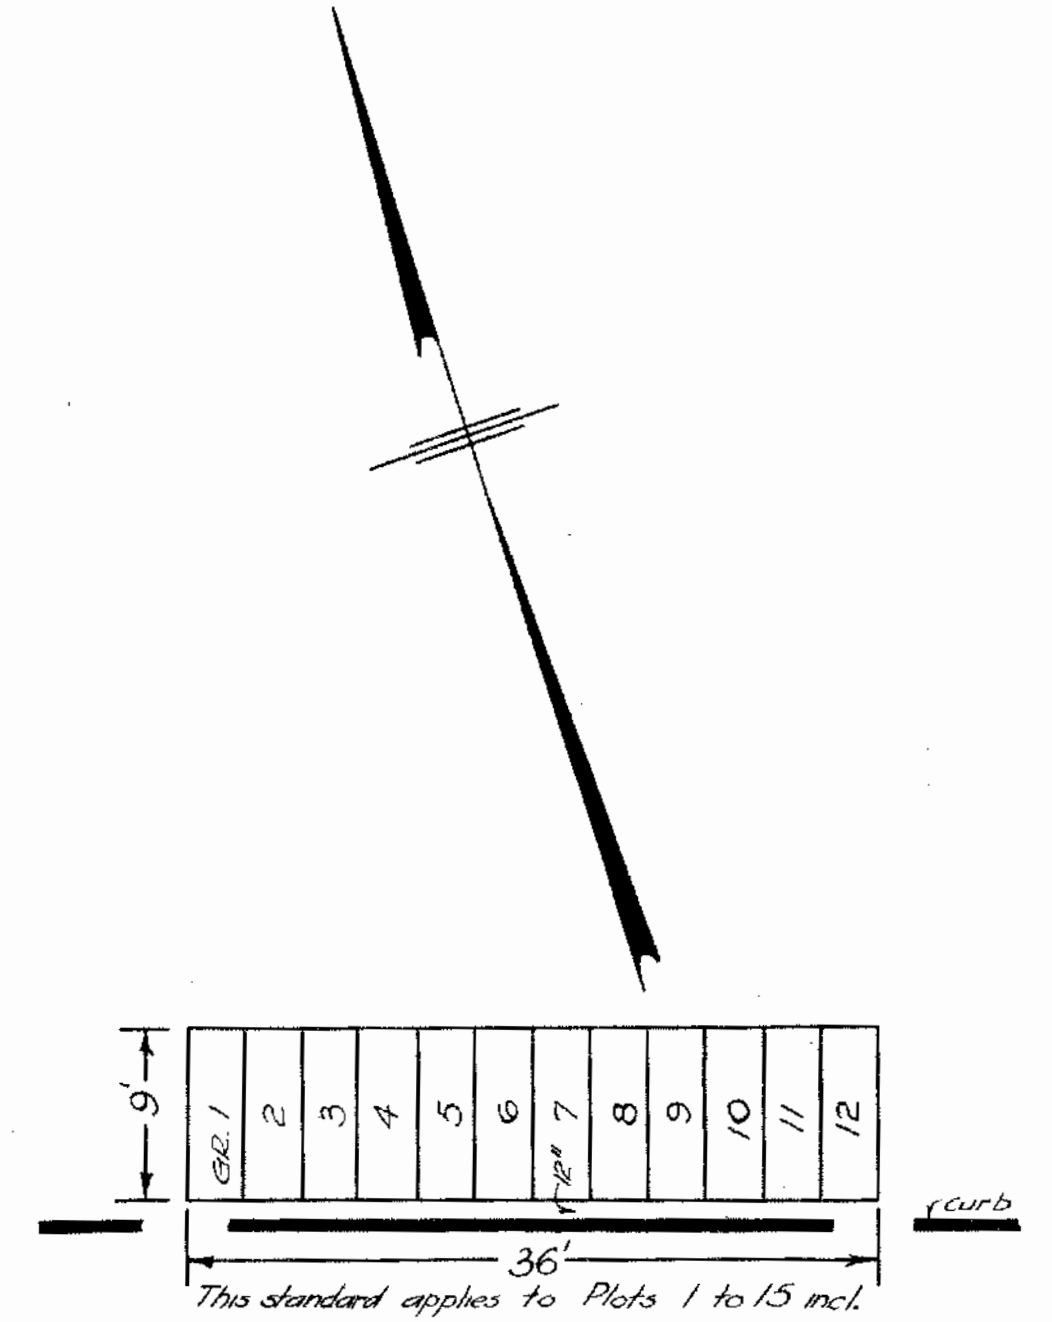 9'
GR. 1 2 3 4 5 6 7 8 9 10 11 12
12"
curb
36'
This standard applies to Plots 1 to 15 incl.